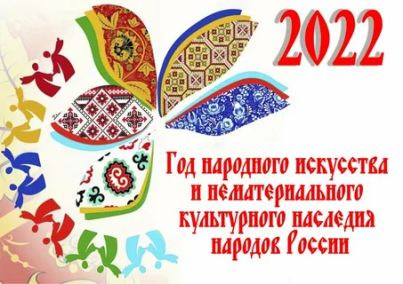 2022
Год народного искусства
и нематериального
культурного наследия
народов России